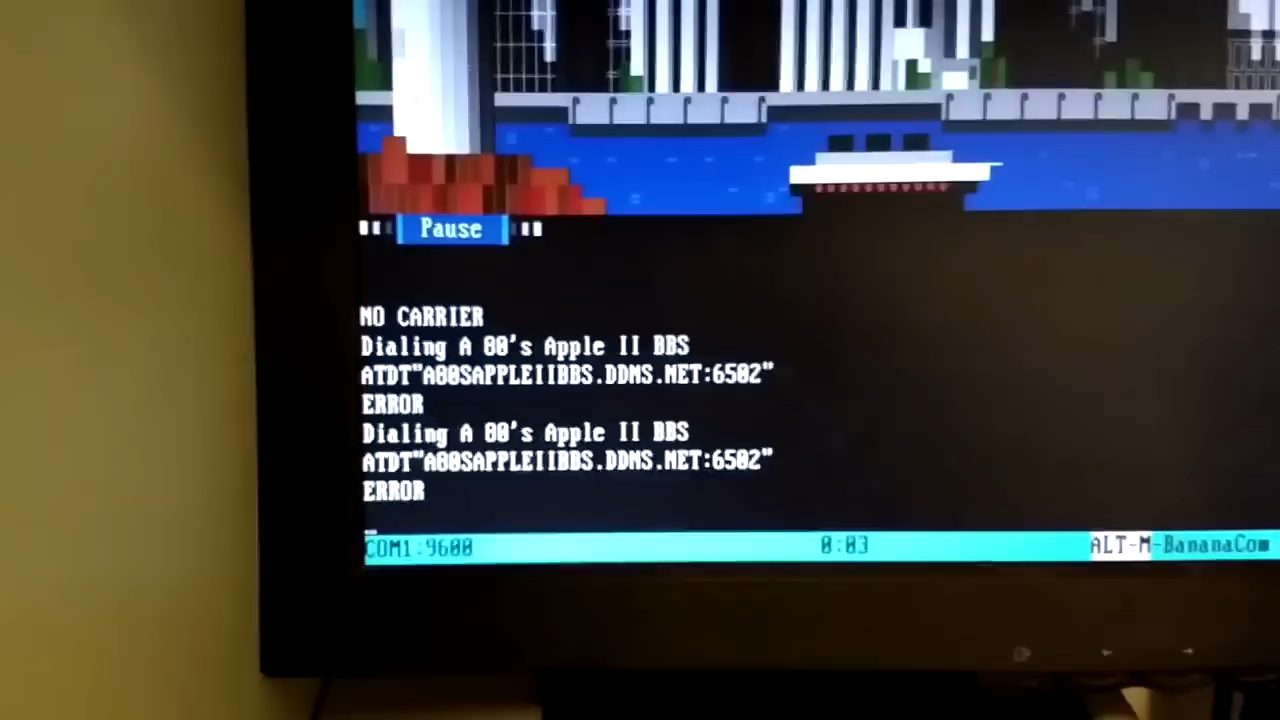 Pause
NO CARRIER
Dialing A 80's Apple II BBS
ATDT"A80SAPPLEIIBBS.DDNS.NET:6502"
ERROR
Dialing A 80's Apple II BBS
ATDT"A80SAPPLEIIBBS.DDNS.NET:6502"
ERROR
COM1:9600 0:03 ALT-M-BananaCom